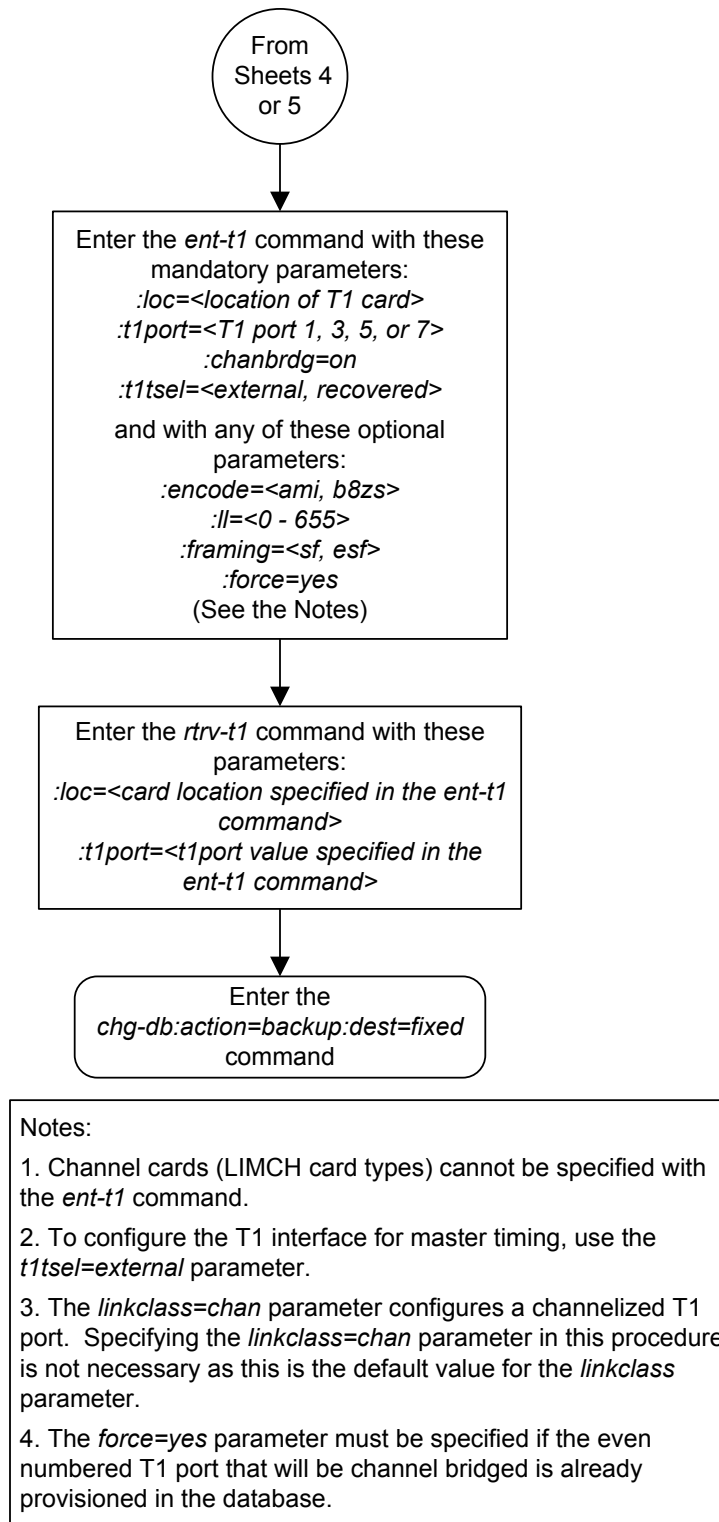 From
Sheets 4
or 5
Enter the ent-t1 command with these
mandatory parameters:
:loc=<location of T1 card>
:t1port=<T1 port 1, 3, 5, or 7>
:chanbrdg=on
:t1tsel=<external, recovered>
and with any of these optional
parameters:
:encode=<ami, b8zs>
:ll=<0 - 655>
:framing=<sf, esf>
:force=yes
(See the Notes)
Enter the rtrv-t1 command with these
parameters:
:loc=<card location specified in the ent-t1
command>
:t1port=<t1port value specified in the
ent-t1 command>
Enter the
chg-db:action=backup:dest=fixed
command
Notes:
1. Channel cards (LIMCH card types) cannot be specified with
the ent-t1 command.
2. To configure the T1 interface for master timing, use the
t1tsel=external parameter.
3. The linkclass=chan parameter configures a channelized T1
port.  Specifying the linkclass=chan parameter in this procedure
is not necessary as this is the default value for the linkclass
parameter.
4. The force=yes parameter must be specified if the even
numbered T1 port that will be channel bridged is already
provisioned in the database.